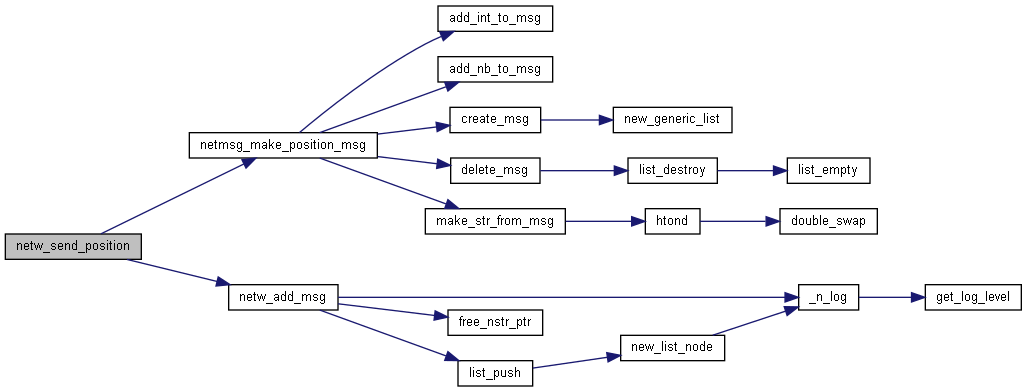 add_int_to_msg
add_nb_to_msg
create_msg
new_generic_list
netmsg_make_position_msg
delete_msg
list_destroy
list_empty
make_str_from_msg
htond
double_swap
netw_send_position
netw_add_msg
_n_log
get_log_level
free_nstr_ptr
new_list_node
list_push